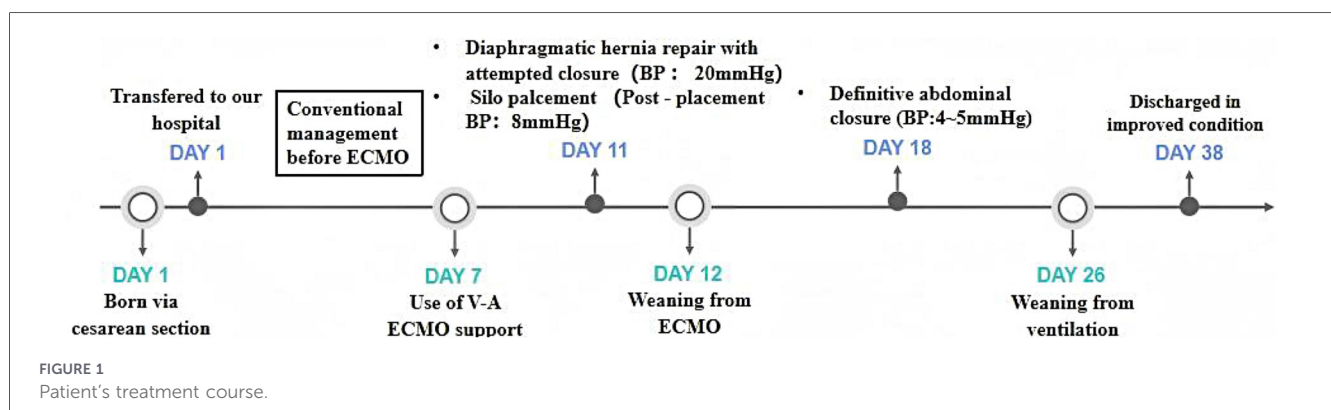 Transfered to our
hospital
DAY 1
Conventional
management
before ECMO
• Diaphragmatic hernia repair with
attempted closure (BP： 20mmHg)
• Silo palcement (Post - placement
BP: 8mmHg)
DAY 11
• Definitive abdominal
closure (BP:4~5mmHg)
DAY 18
Discharged in
improved condition
DAY 38
DAY 1
Born via
cesarean section
DAY 7
Use of V-A
ECMO support
DAY 12
Weaning from
ECMO
DAY 26
Weaning from
ventilation
FIGURE 1
Patient's treatment course.